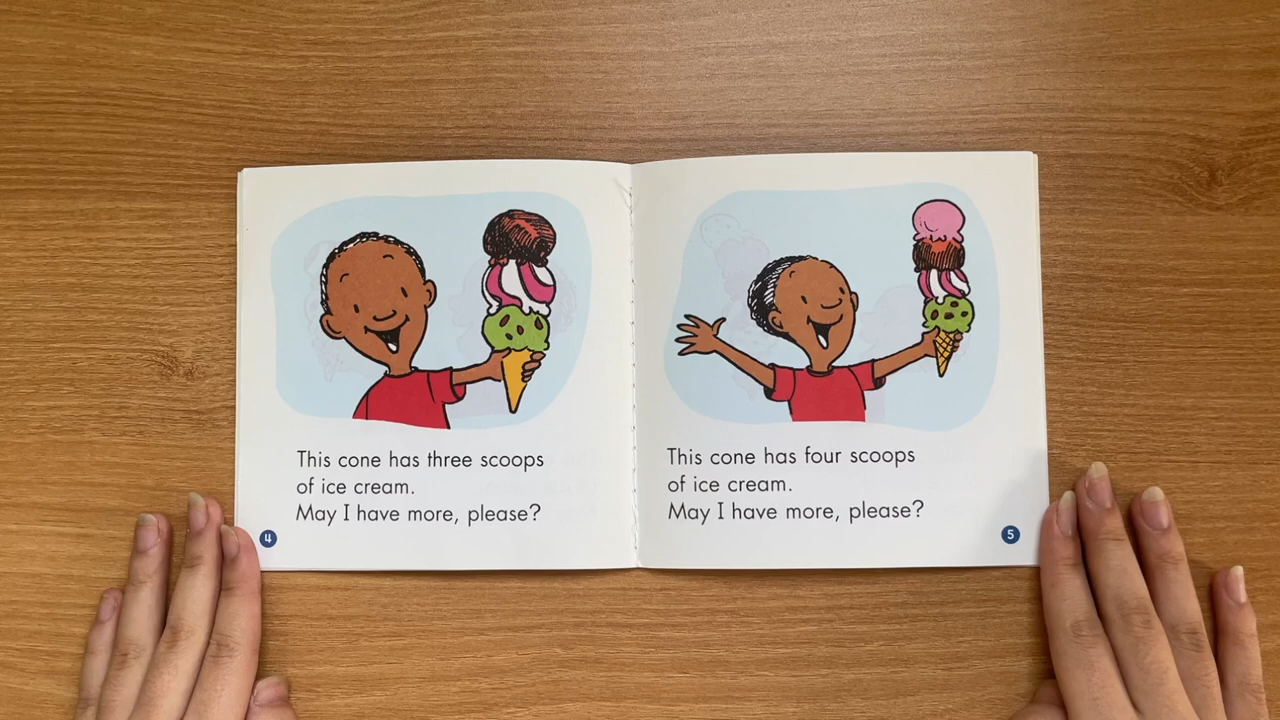 This cone has three scoops
of ice cream.
May I have more, please?
4
This cone has four scoops
of ice cream.
May I have more, please?
5